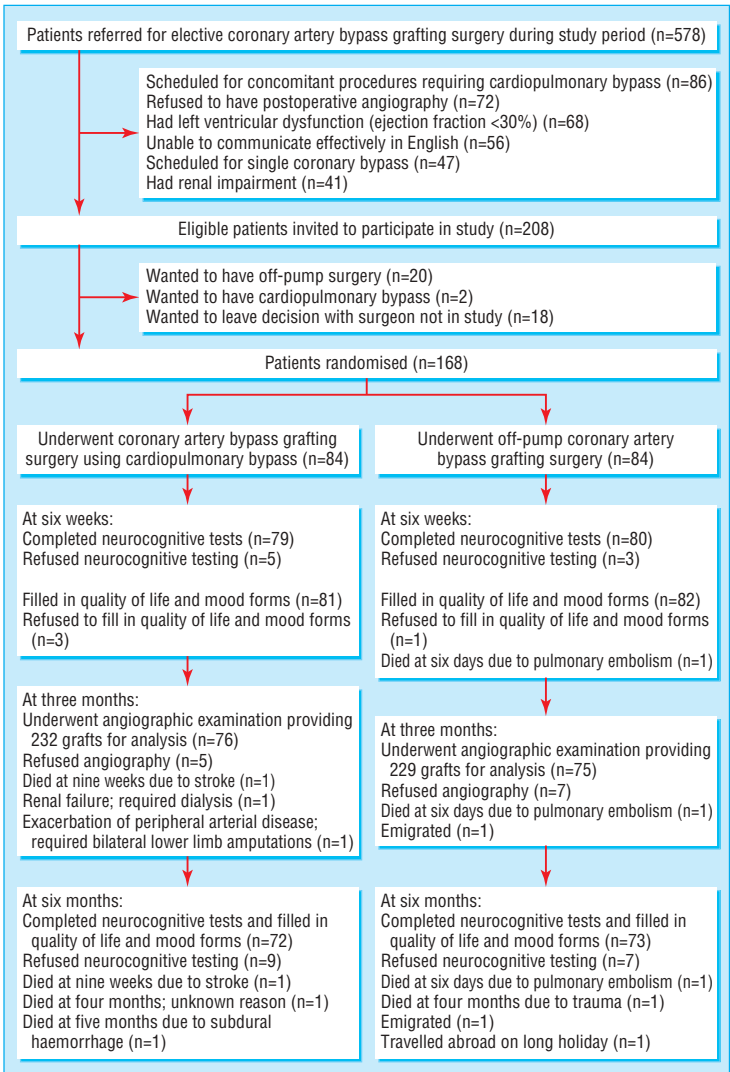 Patients referred for elective coronary artery bypass grafting surgery during study period (n=578)
Scheduled for concomitant procedures requiring cardiopulmonary bypass (n=86)
Refused to have postoperative angiography (n=72)
Had left ventricular dysfunction (ejection fraction <30%) (n=68)
Unable to communicate effectively in English (n=56)
Scheduled for single coronary bypass (n=47)
Had renal impairment (n=41)
Eligible patients invited to participate in study (n=208)
Wanted to have off-pump surgery (n=20)
Wanted to have cardiopulmonary bypass (n=2)
Wanted to leave decision with surgeon not in study (n=18)
Patients randomised (n=168)
Underwent coronary artery bypass grafting
surgery using cardiopulmonary bypass (n=84)
At six weeks:
Completed neurocognitive tests (n=79)
Refused neurocognitive testing (n=5)
Filled in quality of life and mood forms (n=81)
Refused to fill in quality of life and mood forms
(n=3)
At three months:
Underwent angiographic examination providing
232 grafts for analysis (n=76)
Refused angiography (n=5)
Died at nine weeks due to stroke (n=1)
Renal failure; required dialysis (n=1)
Exacerbation of peripheral arterial disease;
required bilateral lower limb amputations (n=1)
At six months:
Completed neurocognitive tests and filled in
quality of life and mood forms (n=72)
Refused neurocognitive testing (n=9)
Died at nine weeks due to stroke (n=1)
Died at four months; unknown reason (n=1)
Died at five months due to subdural
haemorrhage (n=1)
Underwent off-pump coronary artery
bypass grafting surgery (n=84)
At six weeks:
Completed neurocognitive tests (n=80)
Refused neurocognitive testing (n=3)
Filled in quality of life and mood forms (n=82)
Refused to fill in quality of life and mood forms
(n=1)
Died at six days due to pulmonary embolism (n=1)
At three months:
Underwent angiographic examination providing
229 grafts for analysis (n=75)
Refused angiography (n=7)
Died at six days due to pulmonary embolism (n=1)
Emigrated (n=1)
At six months:
Completed neurocognitive tests and filled in
quality of life and mood forms (n=73)
Refused neurocognitive testing (n=7)
Died at six days due to pulmonary embolism (n=1)
Died at four months due to trauma (n=1)
Emigrated (n=1)
Travelled abroad on long holiday (n=1)